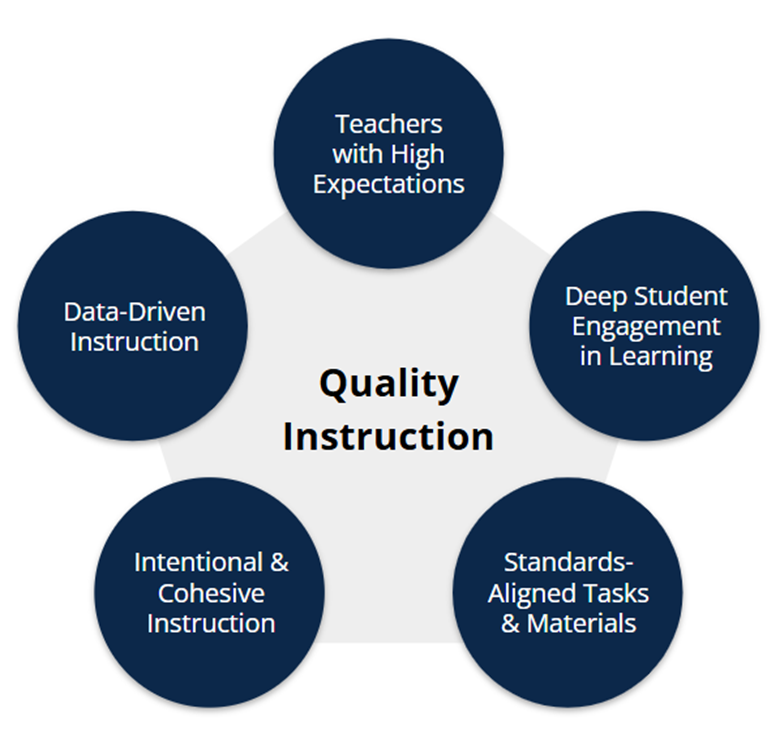 Teachers
with High
Expectations
Deep Student
Engagement
in Learning
Standards-
Aligned Tasks
& Materials
Intentional &
Cohesive
Instruction
Data-Driven
Instruction
Quality
Instruction